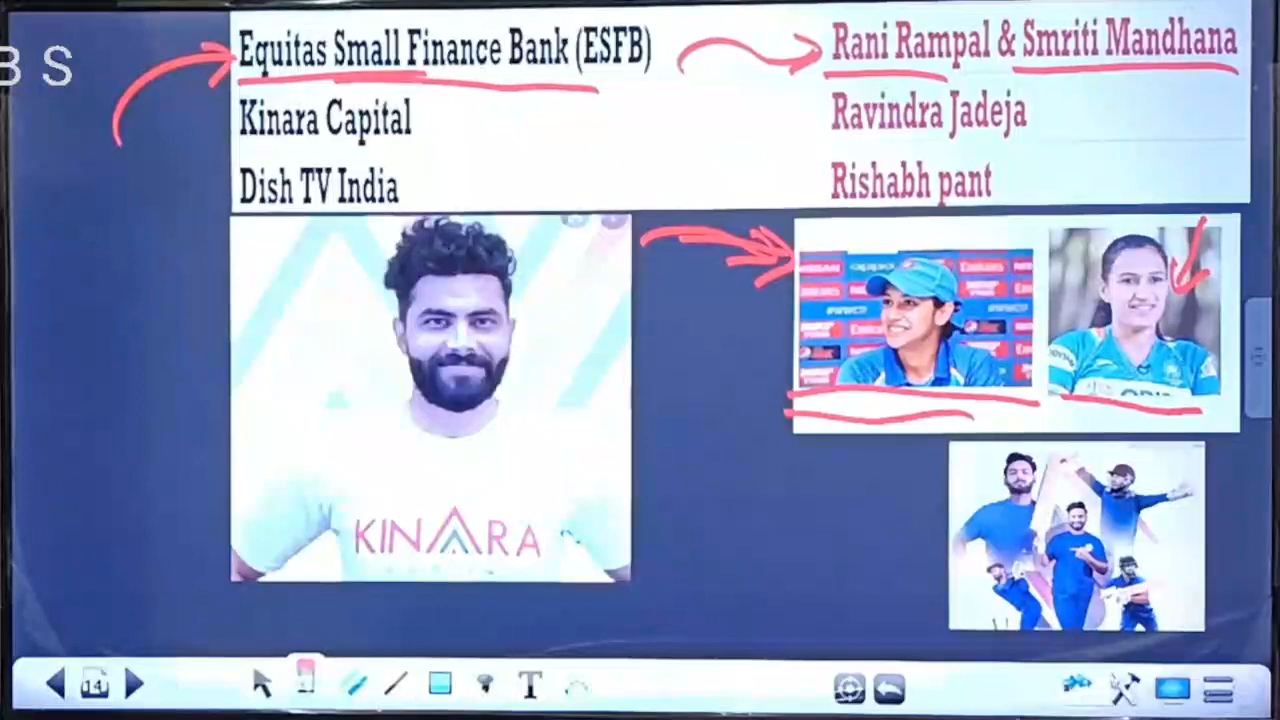 B S
Equitas Small Finance Bank (ESFB)
Rani Rampal & Smriti Mandhana
Kinara Capital
Ravindra Jadeja
Dish TV India
Rishabh pant
KINARA
14
T